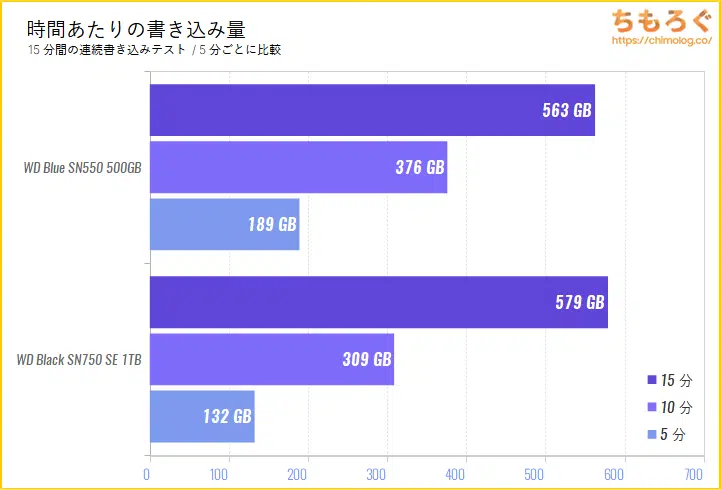 時間あたりの書き込み量
15 分間の連続書き込みテスト / 5 分ごとに比較
ちもろぐ
https://chimolog.co/
WD Blue SN550 500GB
563 GB
376 GB
189 GB
WD Black SN750 SE 1TB
579 GB
309 GB
132 GB
15 分
10 分
5 分
0 100 200 300 400 500 600 700